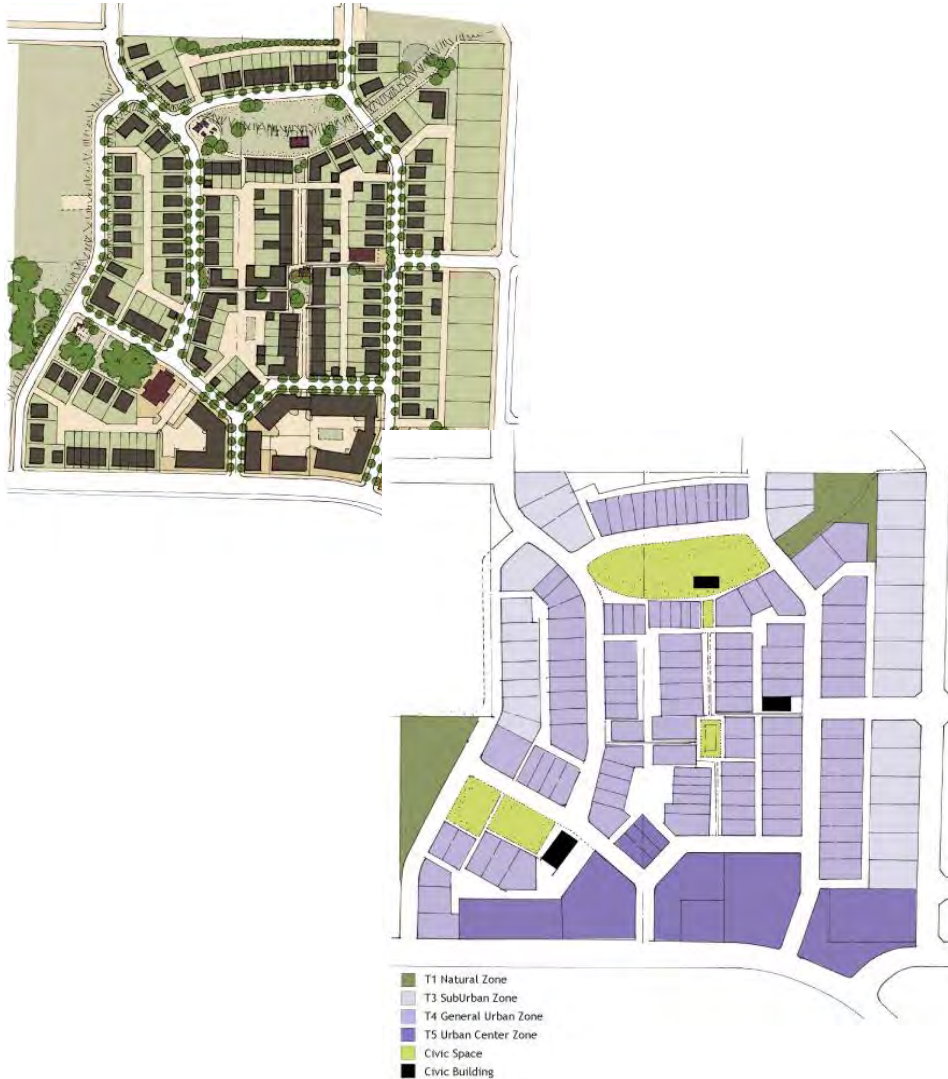 T1 Natural Zone
T3 SubUrban Zone
T4 General Urban Zone
T5 Urban Center Zone
Civic Space
Civic Building